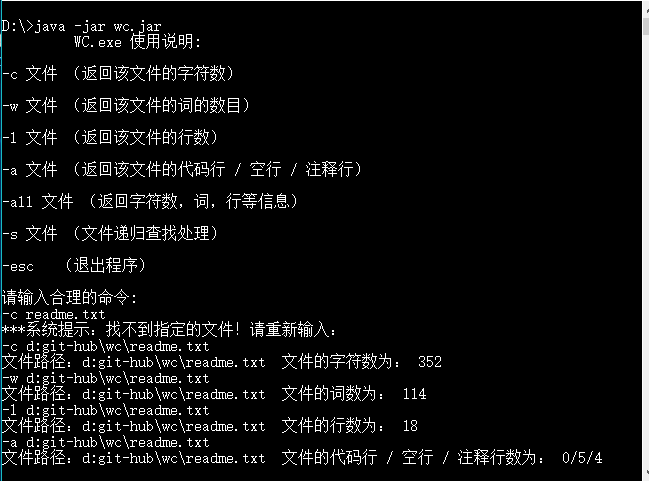 D:\>java -jar wc.jar
WC.exe 使用说明:
-c 文件 （返回该文件的字符数）
-w 文件 （返回该文件的词的数目）
-l 文件 （返回该文件的行数）
-a 文件 （返回该文件的代码行 / 空行 / 注释行）
-all 文件 （返回字符数，词，行等信息）
-s 文件 （文件递归查找处理）
-esc （退出程序）
请输入合理的命令:
-c readme.txt
***系统提示：找不到指定的文件！请重新输入：
-c d:git-hub\wc\readme.txt
文件路径：d:git-hub\wc\readme.txt 文件的字符数为： 352
-w d:git-hub\wc\readme.txt
文件路径：d:git-hub\wc\readme.txt 文件的词数为： 114
-l d:git-hub\wc\readme.txt
文件路径：d:git-hub\wc\readme.txt 文件的行数为： 18
-a d:git-hub\wc\readme.txt
文件路径：d:git-hub\wc\readme.txt 文件的代码行 / 空行 / 注释行数为： 0/5/4